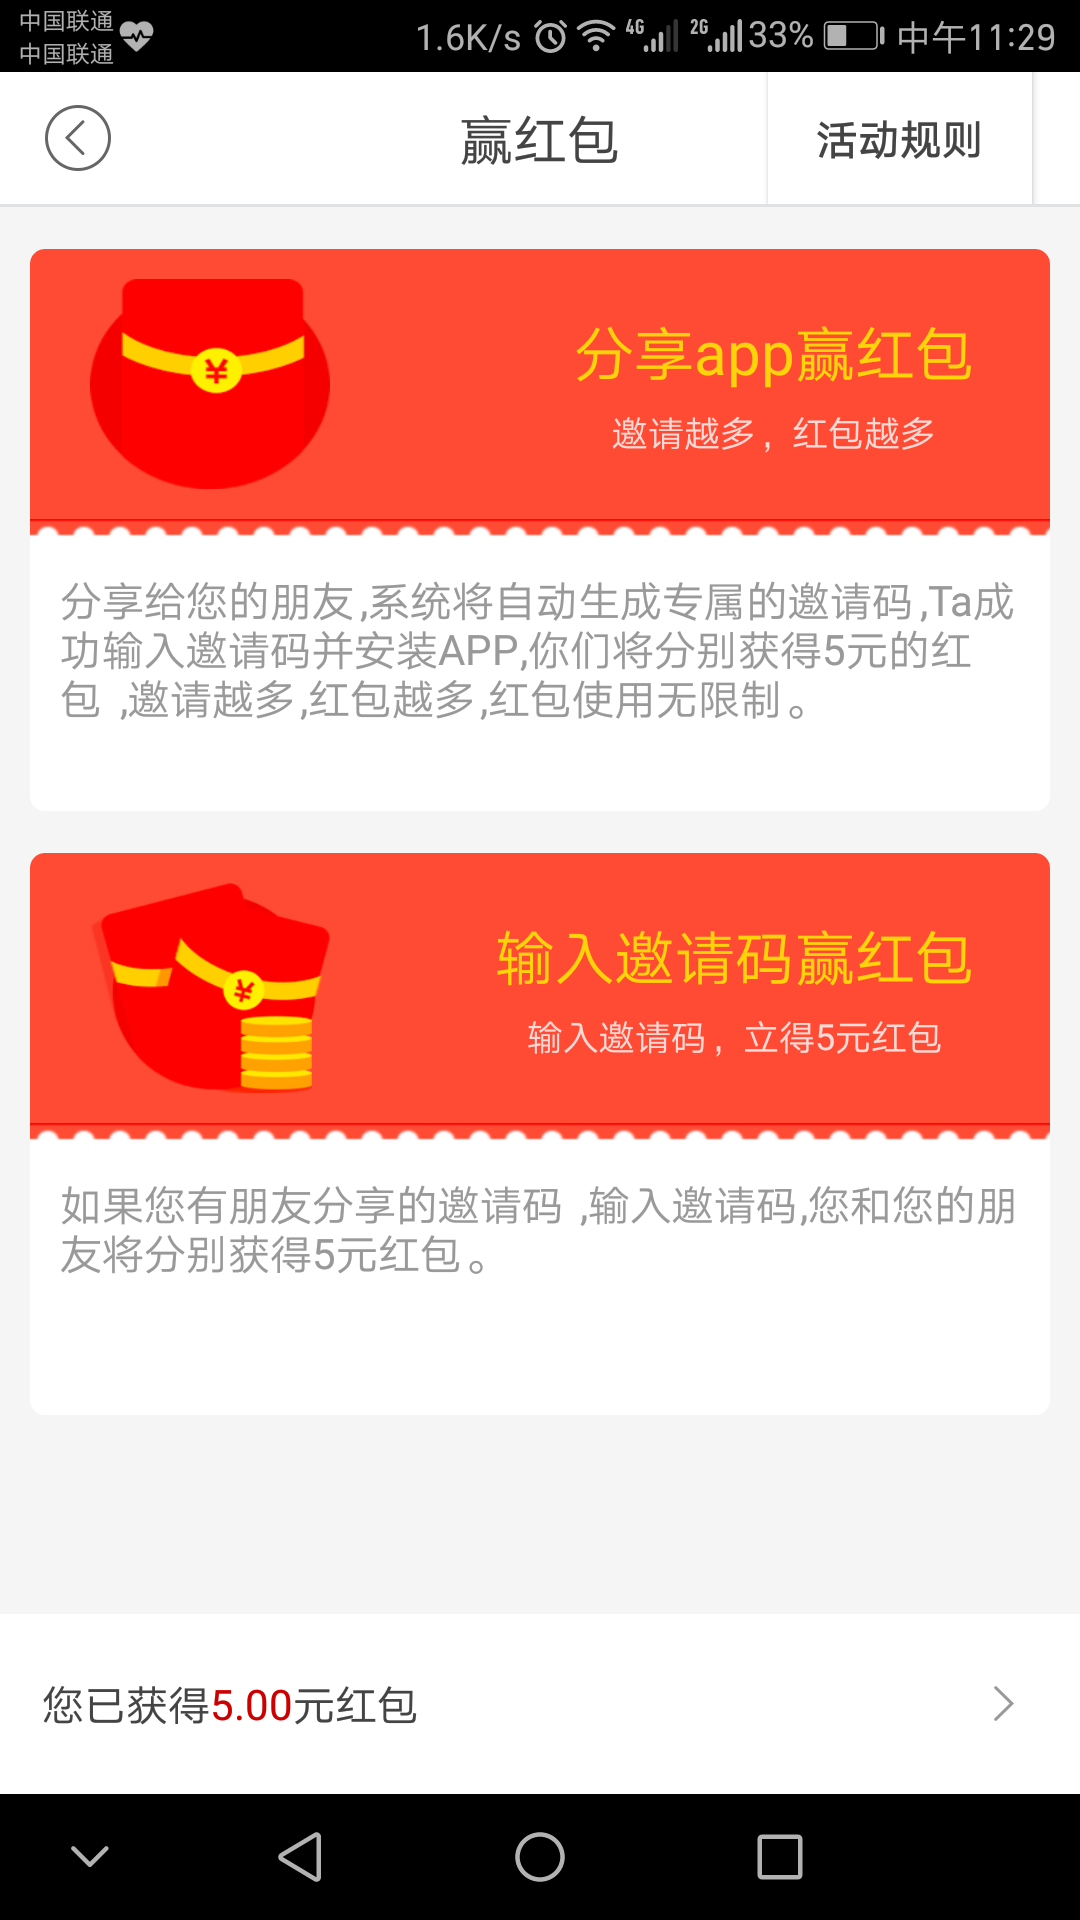 中国联通
中国联通
1.6K/s 4G 2G 33% 中午11:29
赢红包
活动规则
分享app赢红包
邀请越多，红包越多
分享给您的朋友,系统将自动生成专属的邀请码,Ta成
功输入邀请码并安装APP,你们将分别获得5元的红
包 ,邀请越多,红包越多,红包使用无限制。
输入邀请码赢红包
输入邀请码，立得5元红包
如果您有朋友分享的邀请码 ,输入邀请码,您和您的朋
友将分别获得5元红包。
您已获得5.00元红包